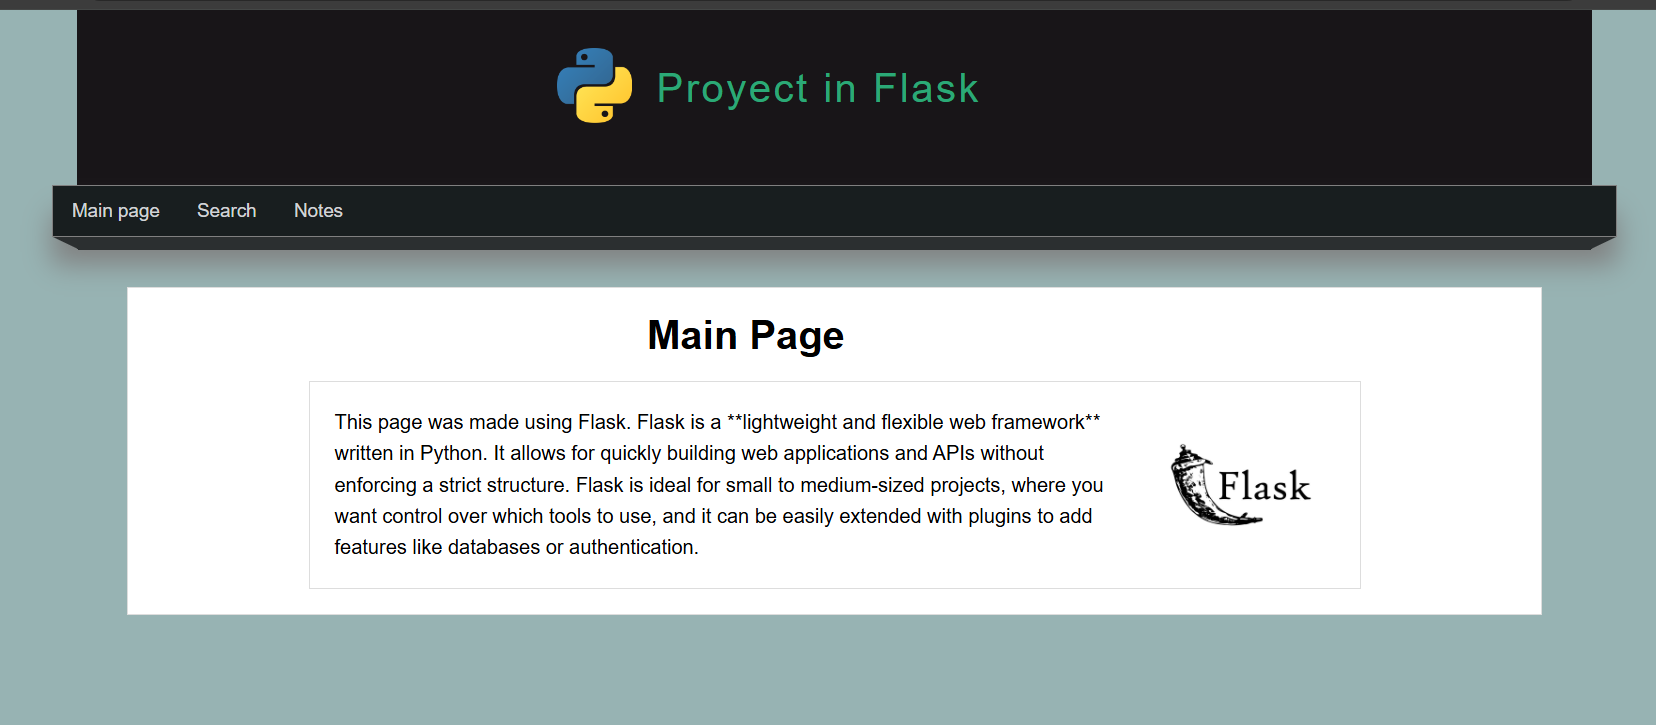 Proyect in Flask
Main page
Search
Notes
Main Page
This page was made using Flask. Flask is a **lightweight and flexible web framework**
written in Python. It allows for quickly building web applications and APIs without
enforcing a strict structure. Flask is ideal for small to medium-sized projects, where you
want control over which tools to use, and it can be easily extended with plugins to add
features like databases or authentication.
Flask